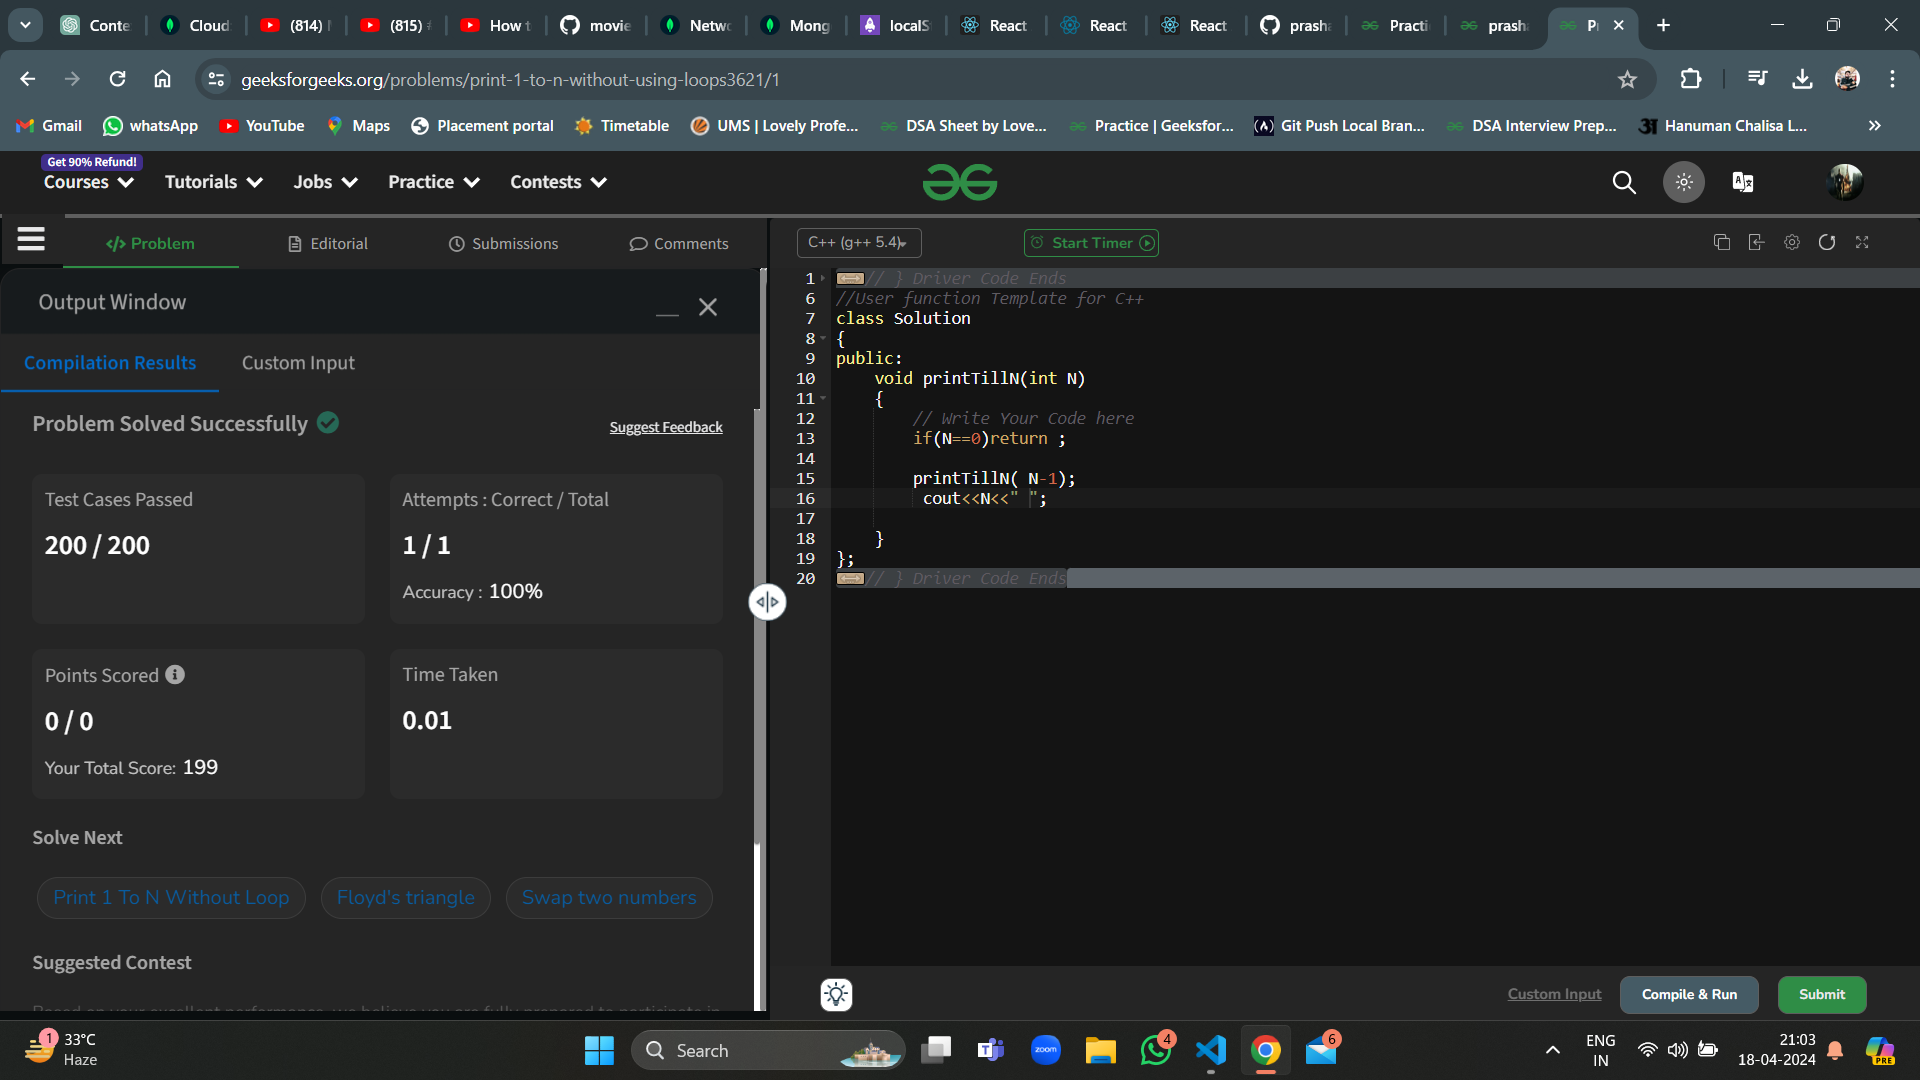 Conte
Cloud
(814)
(815)
How t
movie
Netwo
Mong
localS
React
React
React
prasha
Practi
prasha
P
geeksforgeeks.org/problems/print-1-to-n-without-using-loops3621/1
Gmail
whatsApp
YouTube
Maps
Placement portal
Timetable
UMS | Lovely Profe...
DSA Sheet by Love...
Practice | Geeksfor...
Git Push Local Bran...
DSA Interview Prep...
Hanuman Chalisa L...
»
Get 90% Refund!
Courses
Tutorials
Jobs
Practice
Contests
</> Problem
Editorial
Submissions
Comments
Output Window
Compilation Results
Custom Input
Problem Solved Successfully
Suggest Feedback
Test Cases Passed
200 / 200
Attempts : Correct / Total
1 / 1
Accuracy : 100%
Points Scored
0 / 0
Your Total Score: 199
Time Taken
0.01
Solve Next
Print 1 To N Without Loop
Floyd's triangle
Swap two numbers
Suggested Contest
C++ (g++ 5.4)
Start Timer
1 // } Driver Code Ends
6 //User function Template for C++
7 class Solution
8 {
9 public:
10 void printTillN(int N)
11 {
12 // Write Your Code here
13 if(N==0)return ;
14
15 printTillN( N-1);
16 cout<<N<<" ";
17
18 }
19 };
20 // } Driver Code Ends
Custom Input
Compile & Run
Submit
1
33°C
Haze
Search
zoom
4
6
ENG
IN
21:03
18-04-2024
PRE